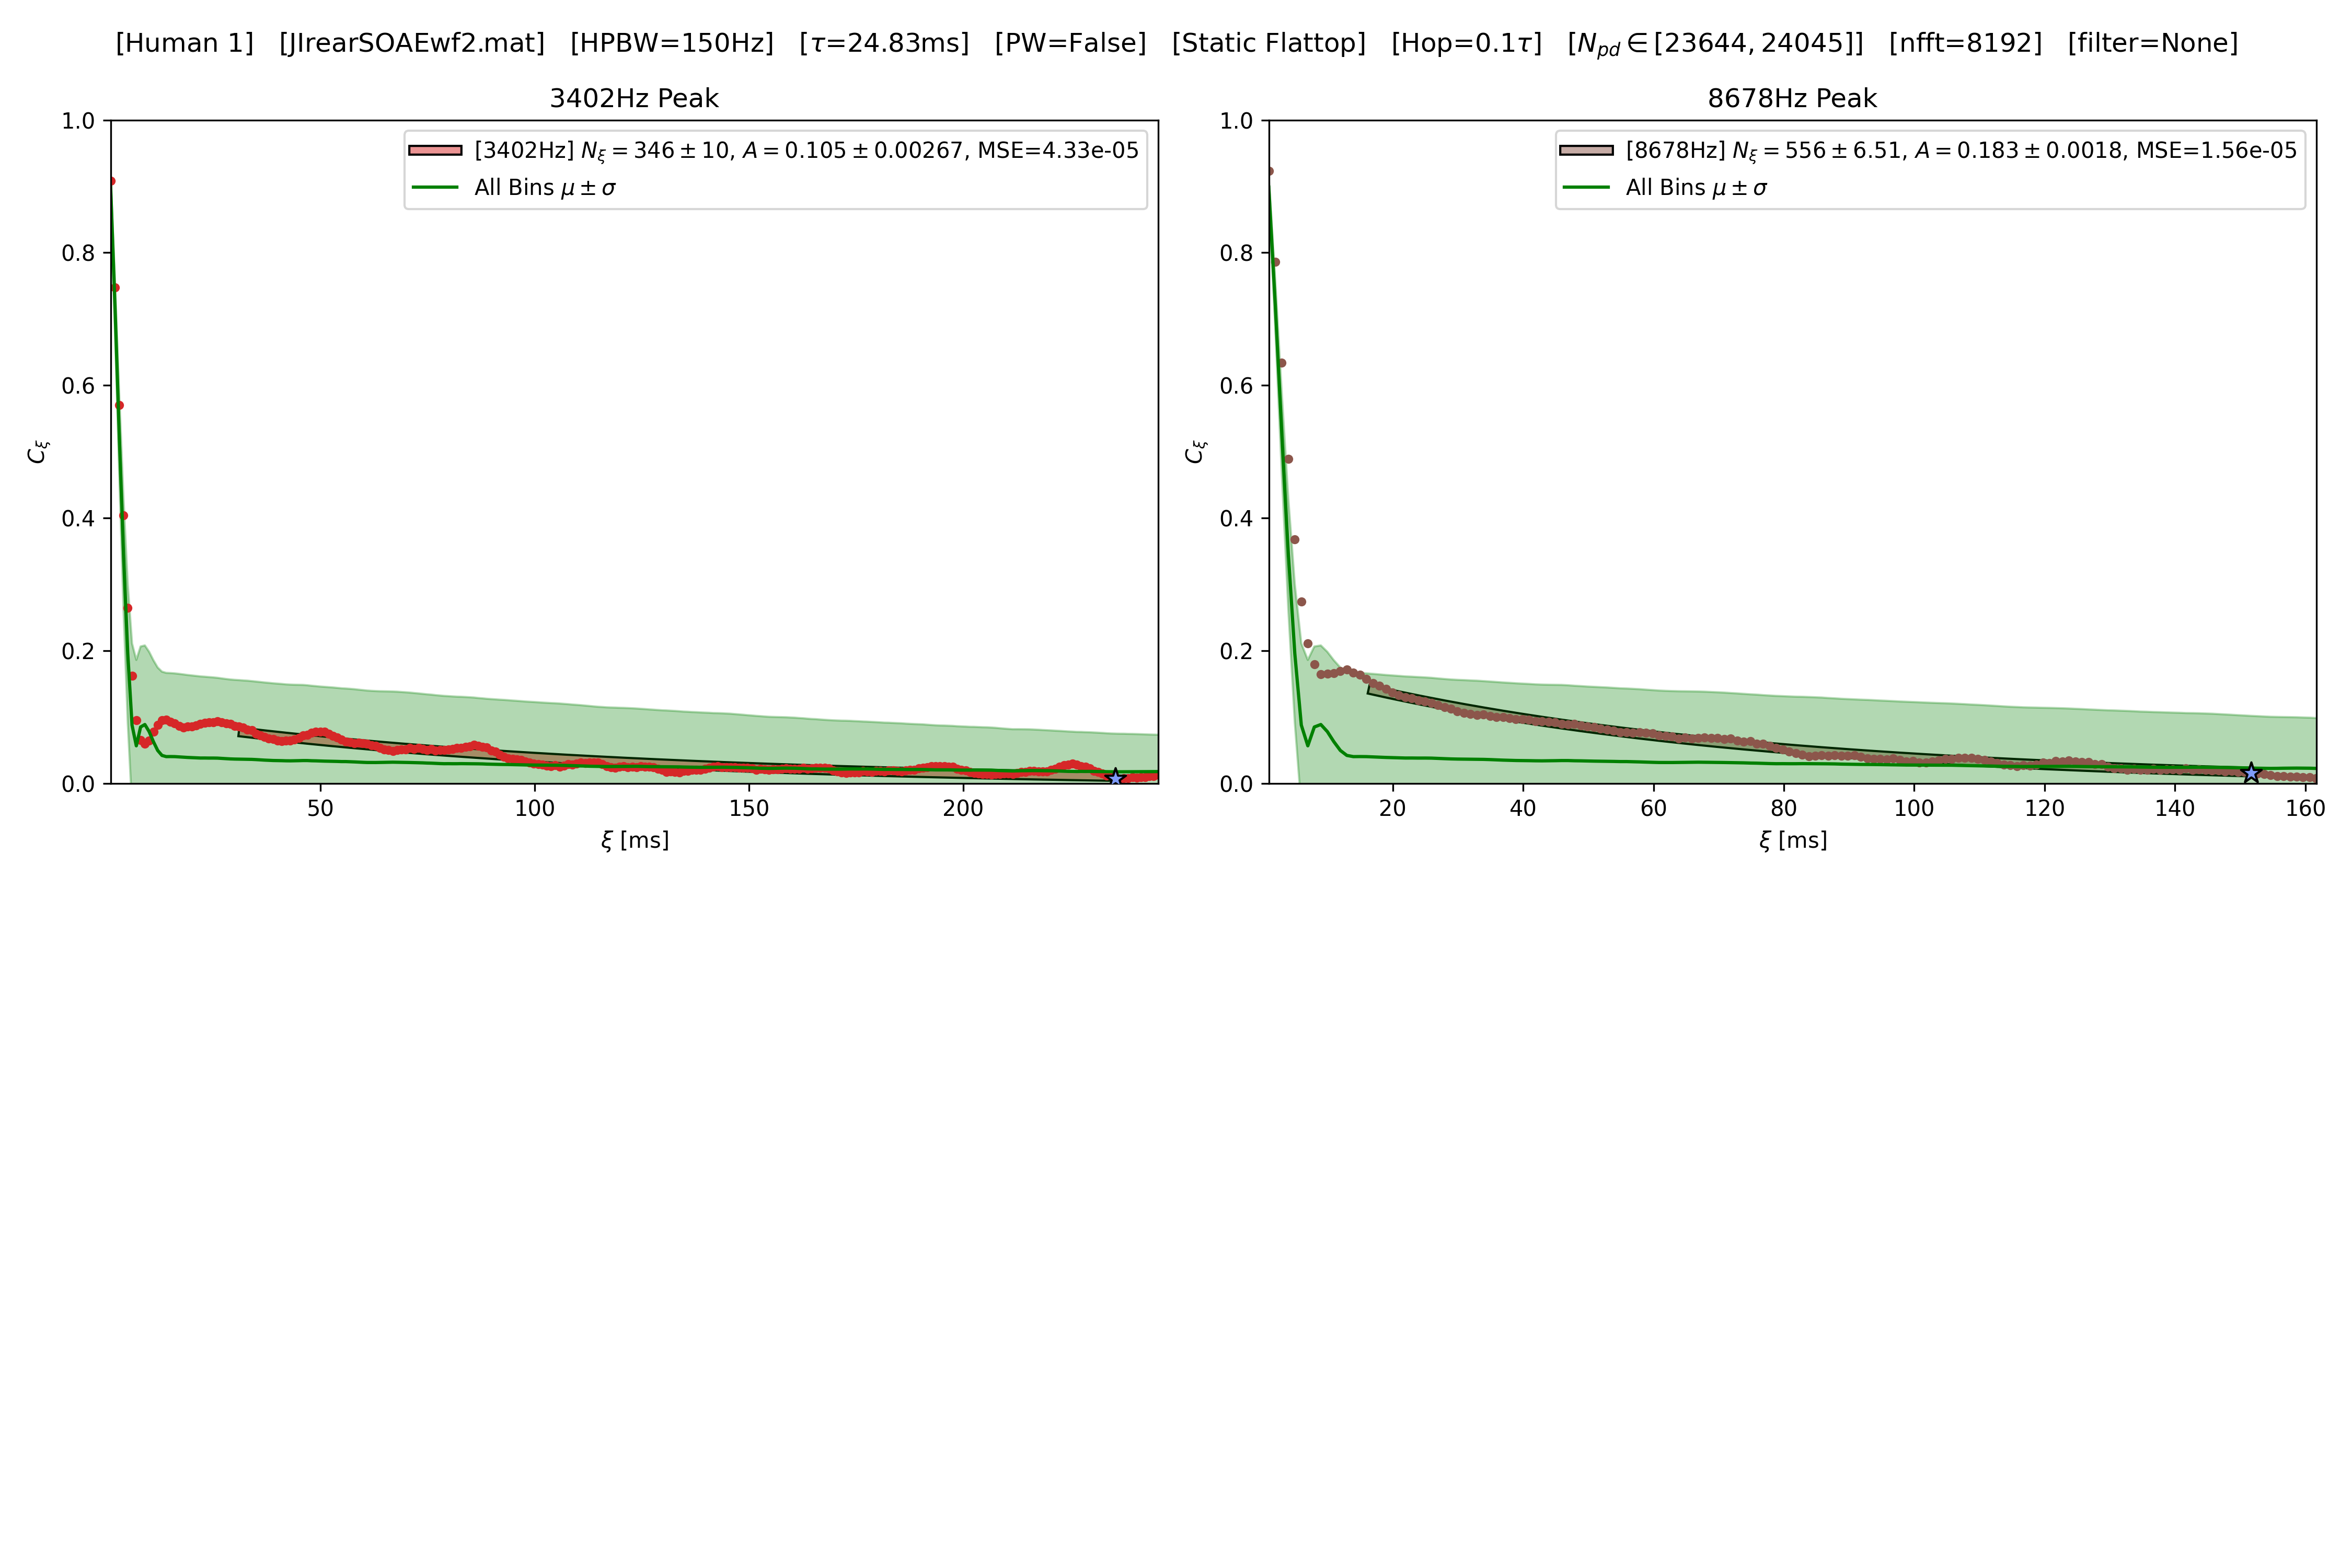 [Human 1] [JIrearSOAEwf2.mat] [HPBW=150Hz] [τ=24.83ms] [PW=False] [Static Flattop] [Hop=0.1τ] [N_pd ∈ [23644, 24045]] [nfft=8192] [filter=None]
3402Hz Peak
[3402Hz] N_ξ = 346 ± 10, A = 0.105 ± 0.00267, MSE=4.33e-05
All Bins μ ± σ
1.0
0.8
0.6
0.4
0.2
0.0
C_ξ
50 100 150 200
ξ [ms]
8678Hz Peak
[8678Hz] N_ξ = 556 ± 6.51, A = 0.183 ± 0.0018, MSE=1.56e-05
All Bins μ ± σ
1.0
0.8
0.6
0.4
0.2
0.0
C_ξ
20 40 60 80 100 120 140 160
ξ [ms]